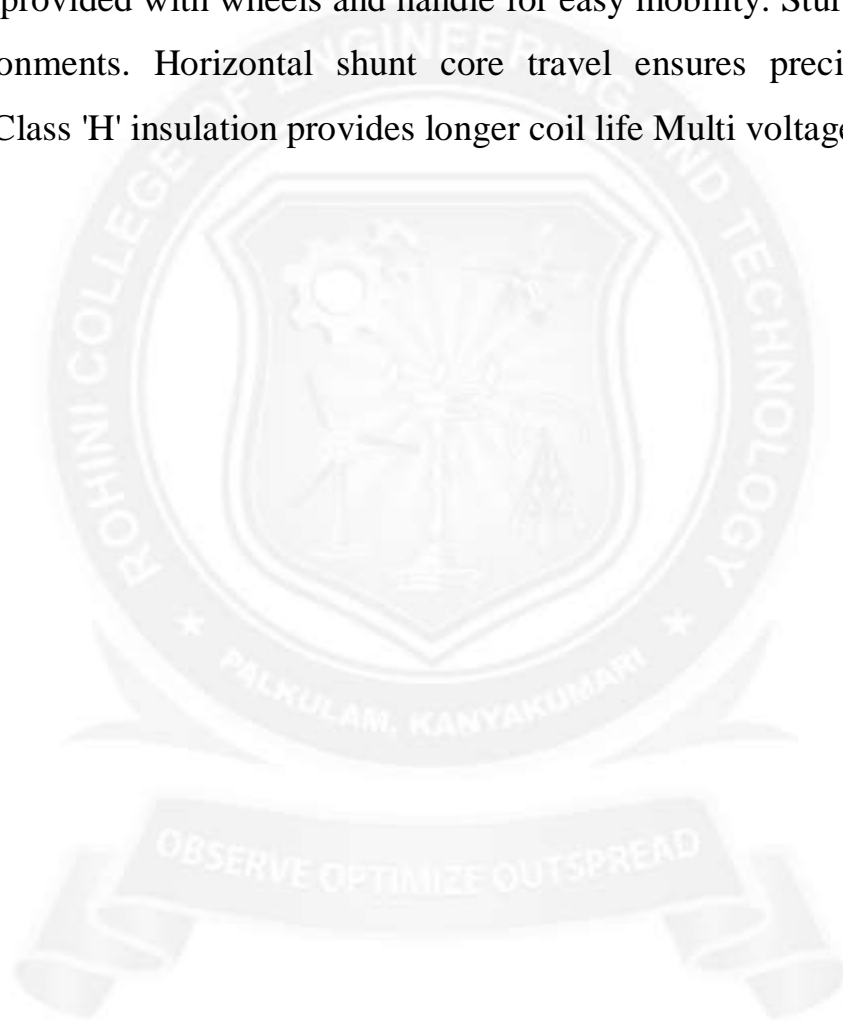 provided with wheels and handle for easy mobility. Stur
onments. Horizontal shunt core travel ensures preci
Class 'H' insulation provides longer coil life Multi voltage
ROHINI COLLEGE OF ENGINEERING AND TECHNOLOGY
PALKULAM, KANYAKUMARI
OBSERVE OPTIMIZE OUTSPREAD